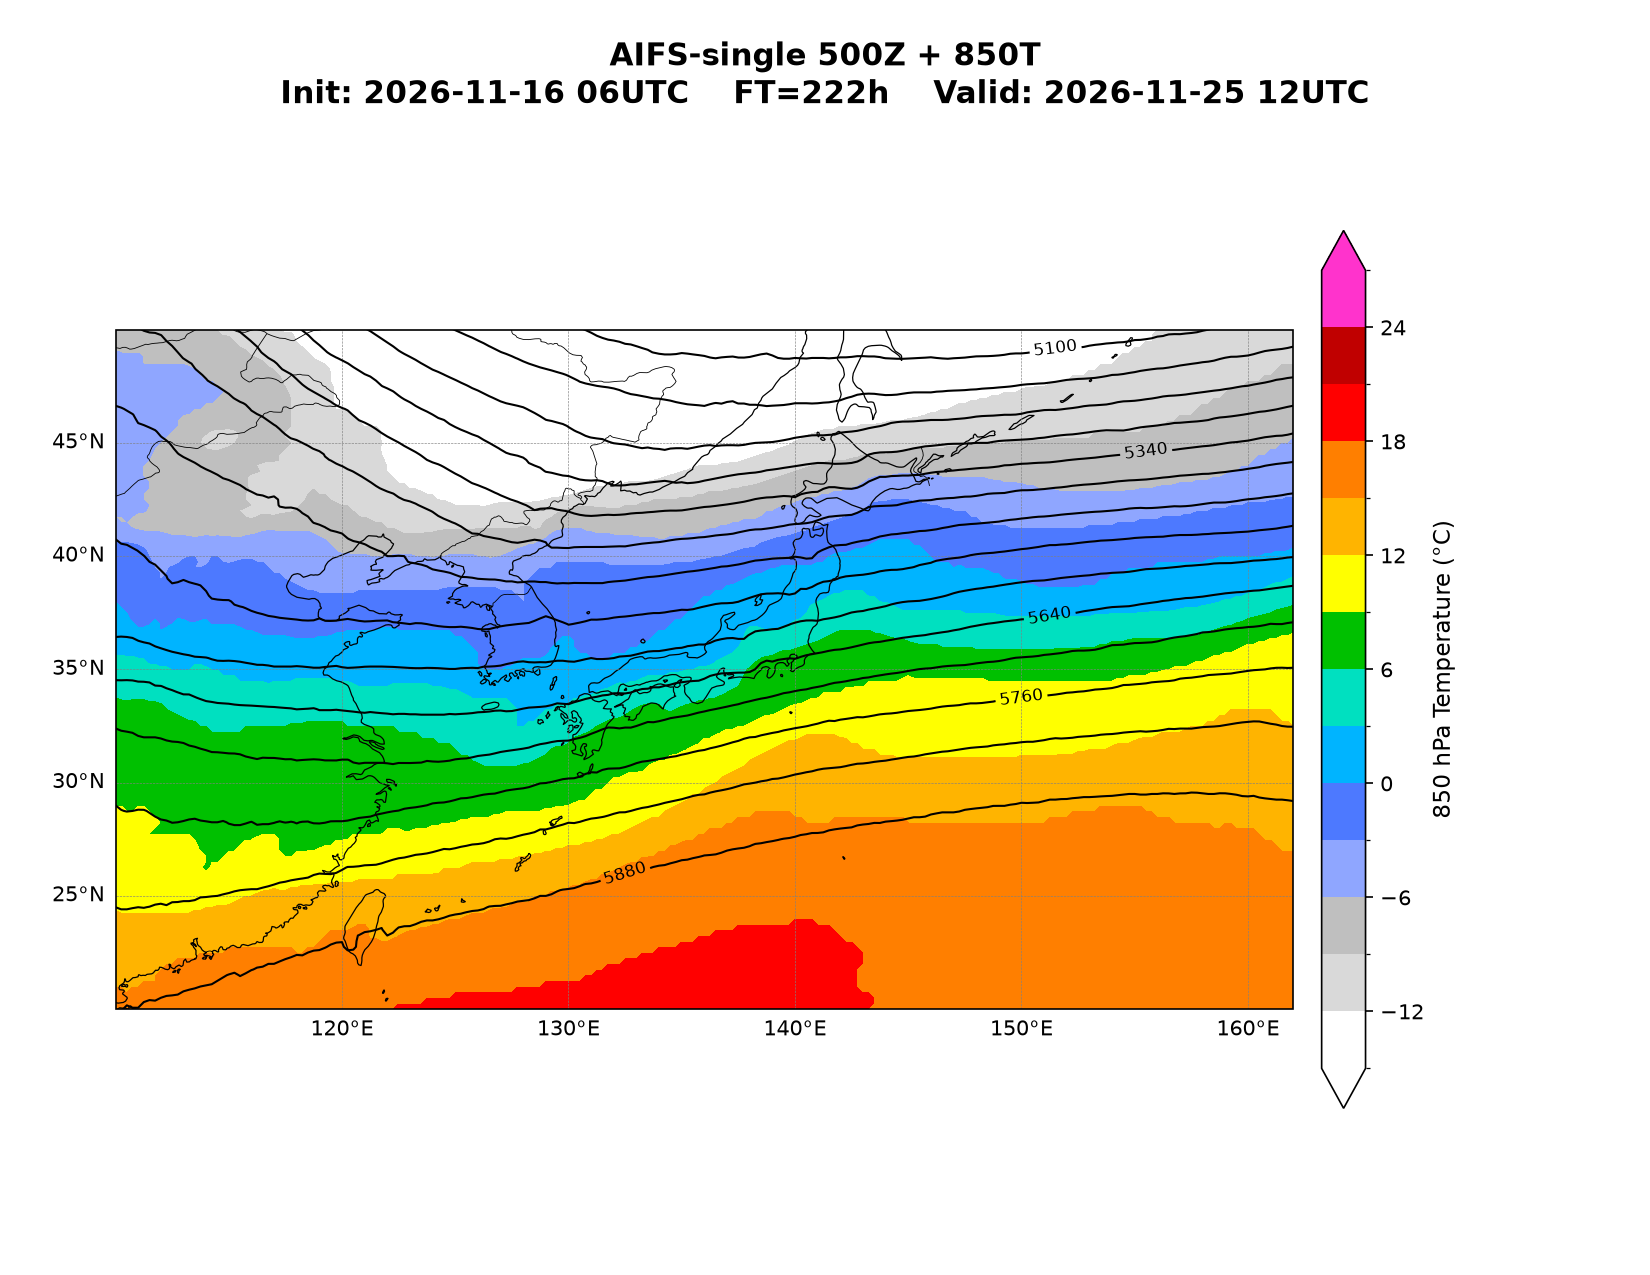 AIFS-single 500Z + 850T
Init: 2026-11-16 06UTC    FT=222h    Valid: 2026-11-25 12UTC
5100
5340
5640
5760
5880
45°N
40°N
35°N
30°N
25°N
120°E
130°E
140°E
150°E
160°E
24
18
12
6
0
−6
−12
850 hPa Temperature (°C)